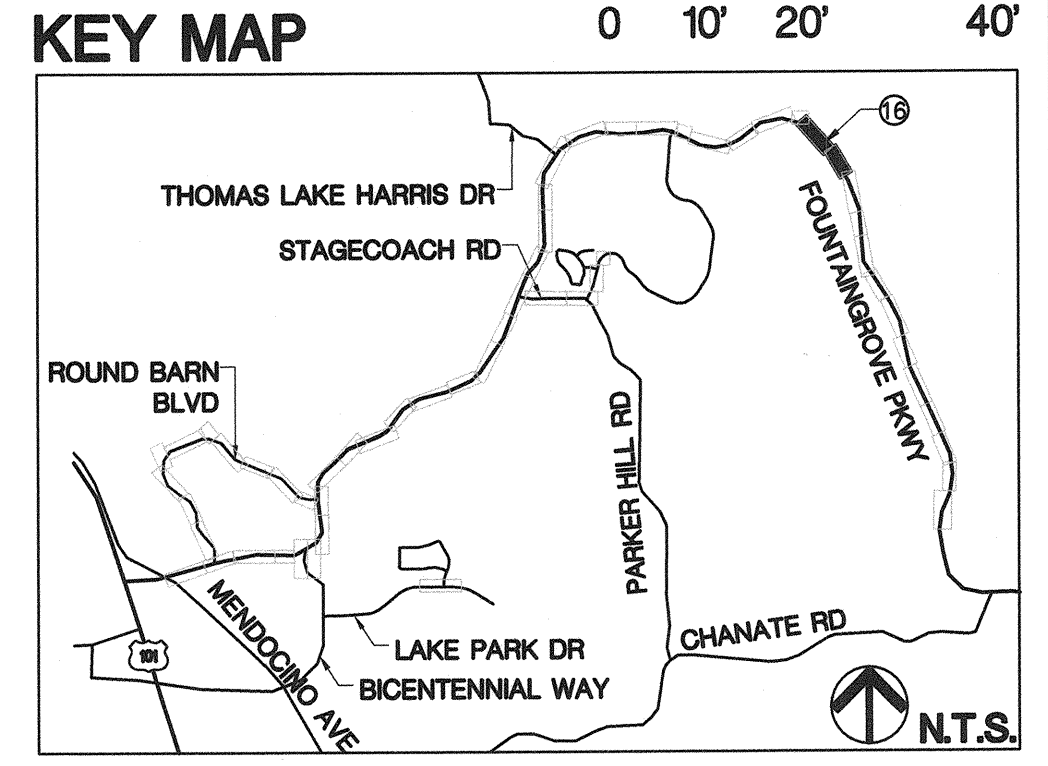 KEY MAP
0 10' 20' 40'
16
THOMAS LAKE HARRIS DR
STAGECOACH RD
FOUNTAINGROVE PKWY
ROUND BARN
BLVD
PARKER HILL RD
MENDOCINO AVE
101
LAKE PARK DR
BICENTENNIAL WAY
CHANATE RD
N.T.S.